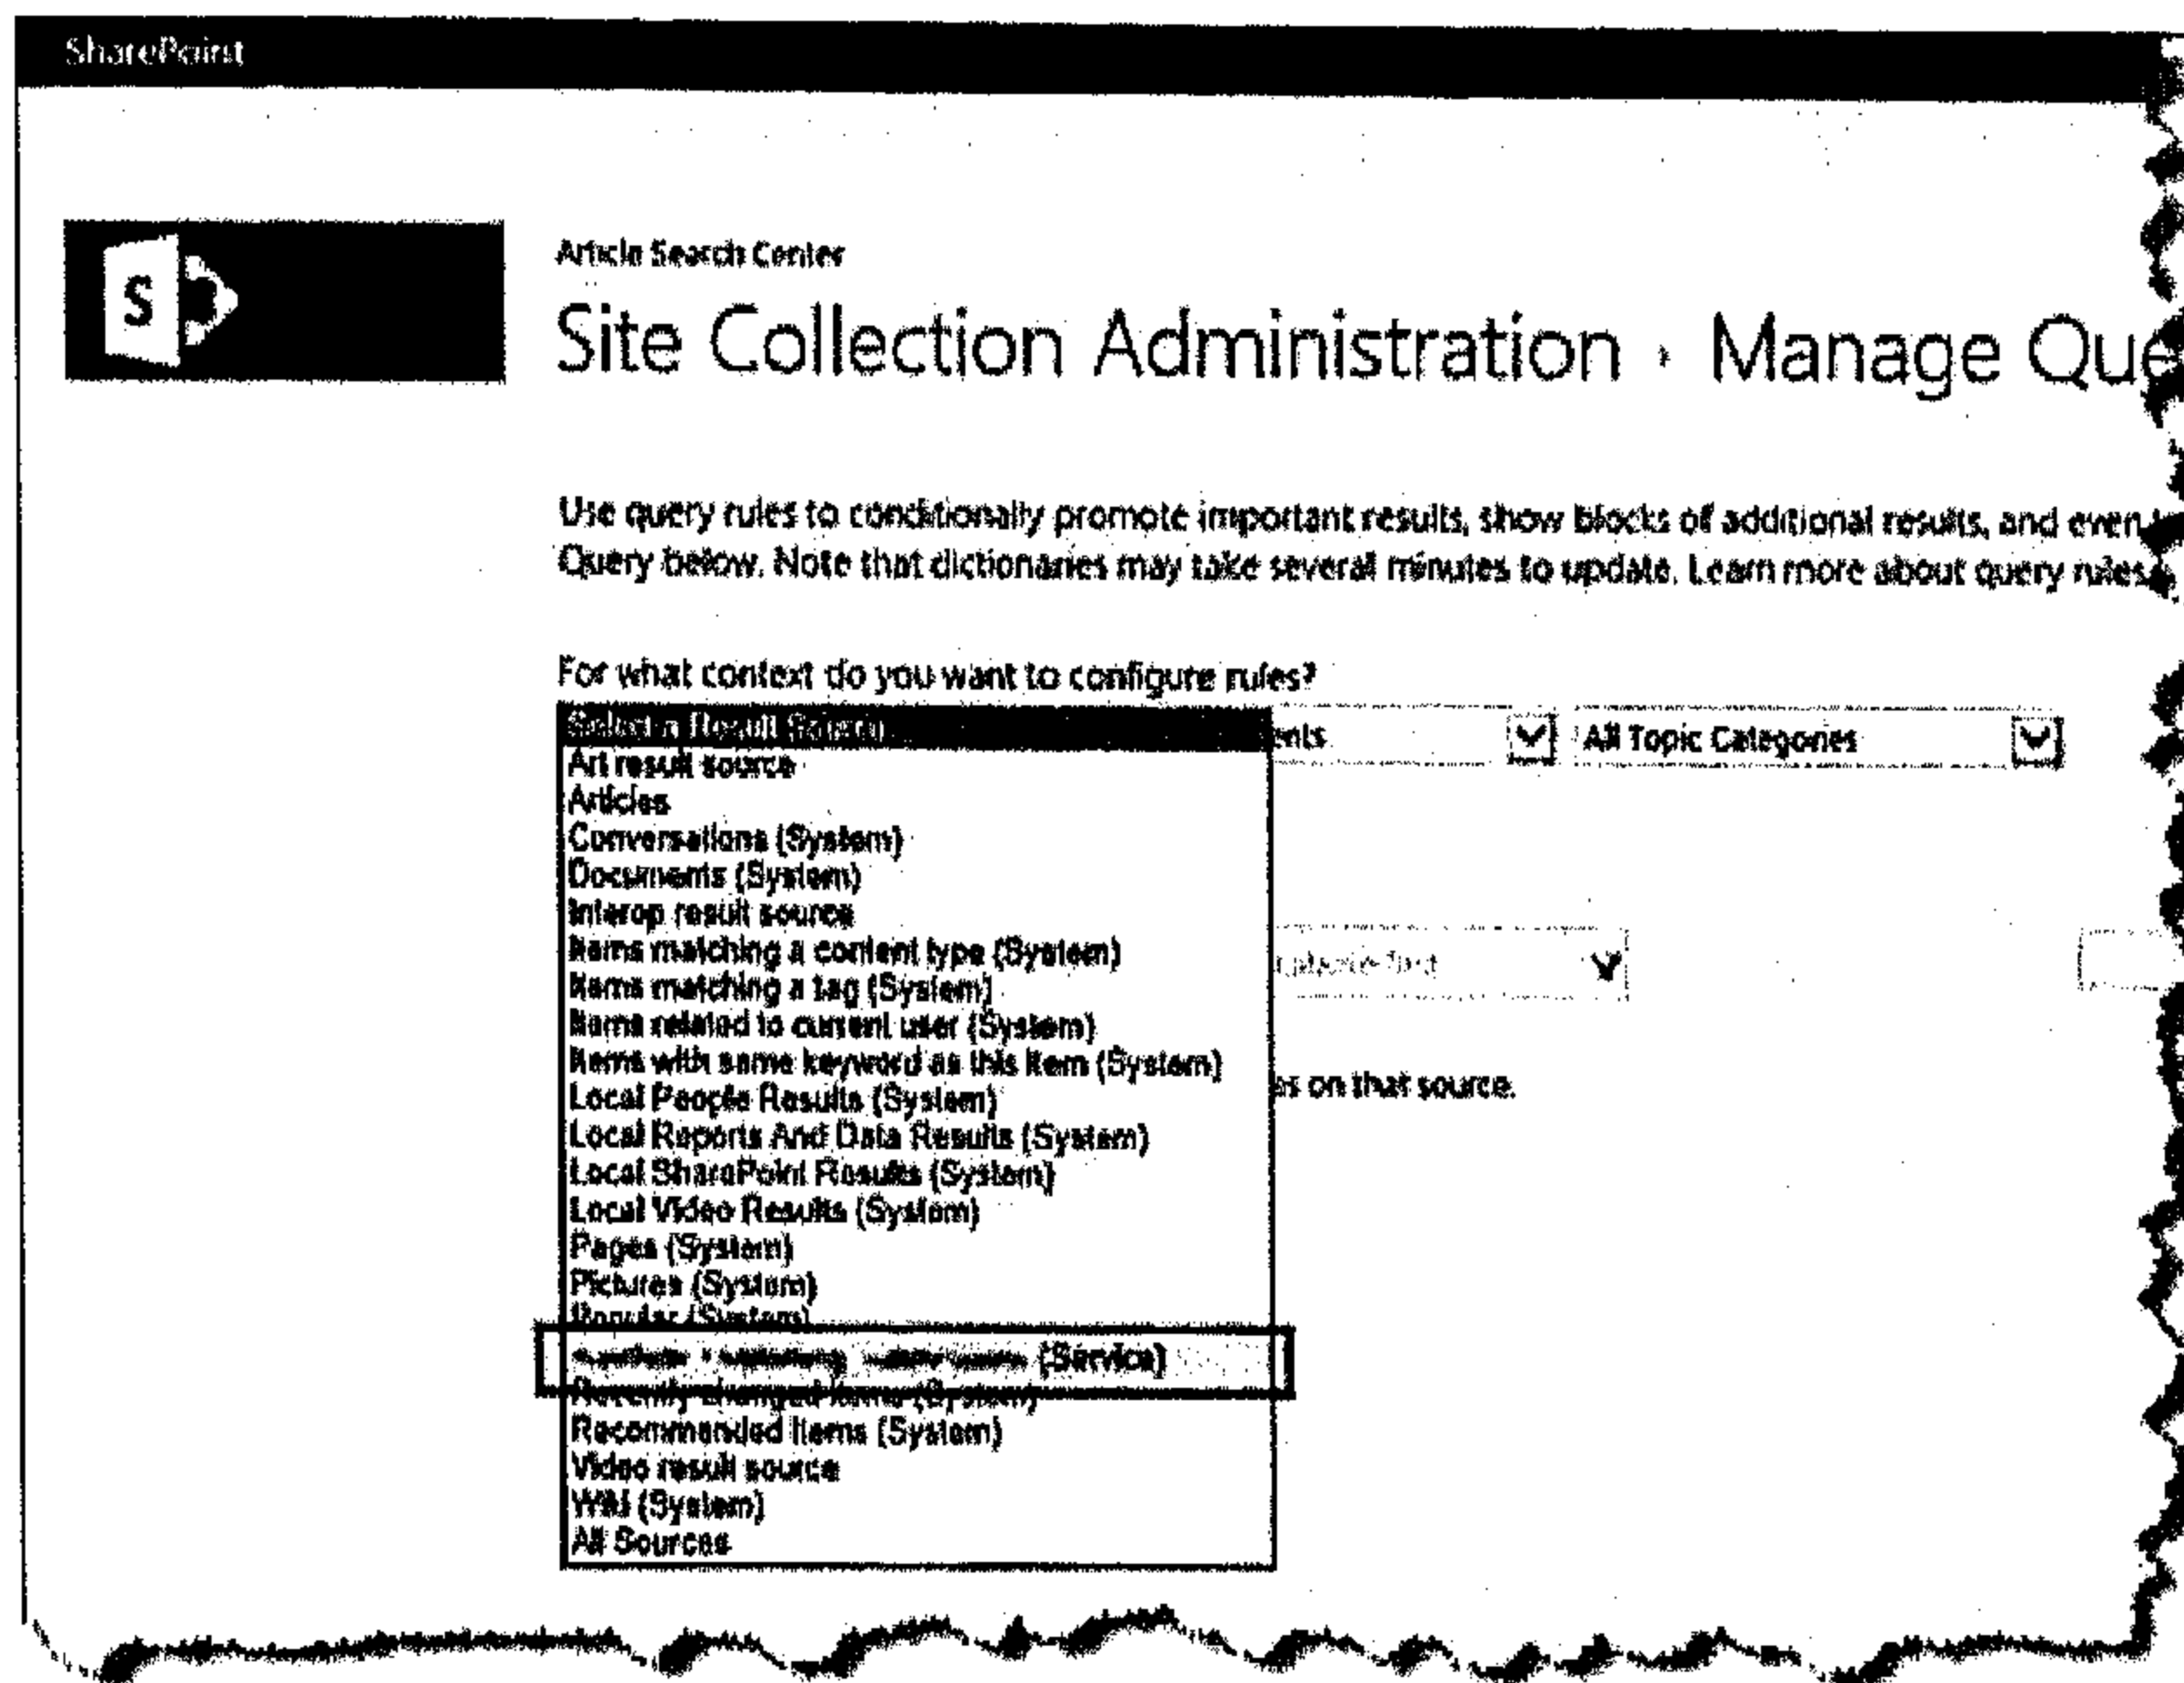 SharePoint
S
Article Search Center
Site Collection Administration › Manage Que
Use query rules to conditionally promote important results, show blocks of additional results, and even
Query below. Note that dictionaries may take several minutes to update. Learn more about query rules.
For what context do you want to configure rules?
Select a Result Source
ents
All Topic Categories
Art result source
Articles
Conversations (System)
Documents (System)
Interop result source
Items matching a content type (System)
Items matching a tag (System)
Items related to current user (System)
Items with same keyword as this item (System)
es on that source.
Local People Results (System)
Local Reports And Data Results (System)
Local SharePoint Results (System)
Local Video Results (System)
Pages (System)
Pictures (System)
Popular (System)
(Service)
Recently changed items (System)
Recommended Items (System)
Video result source
Wiki (System)
All Sources